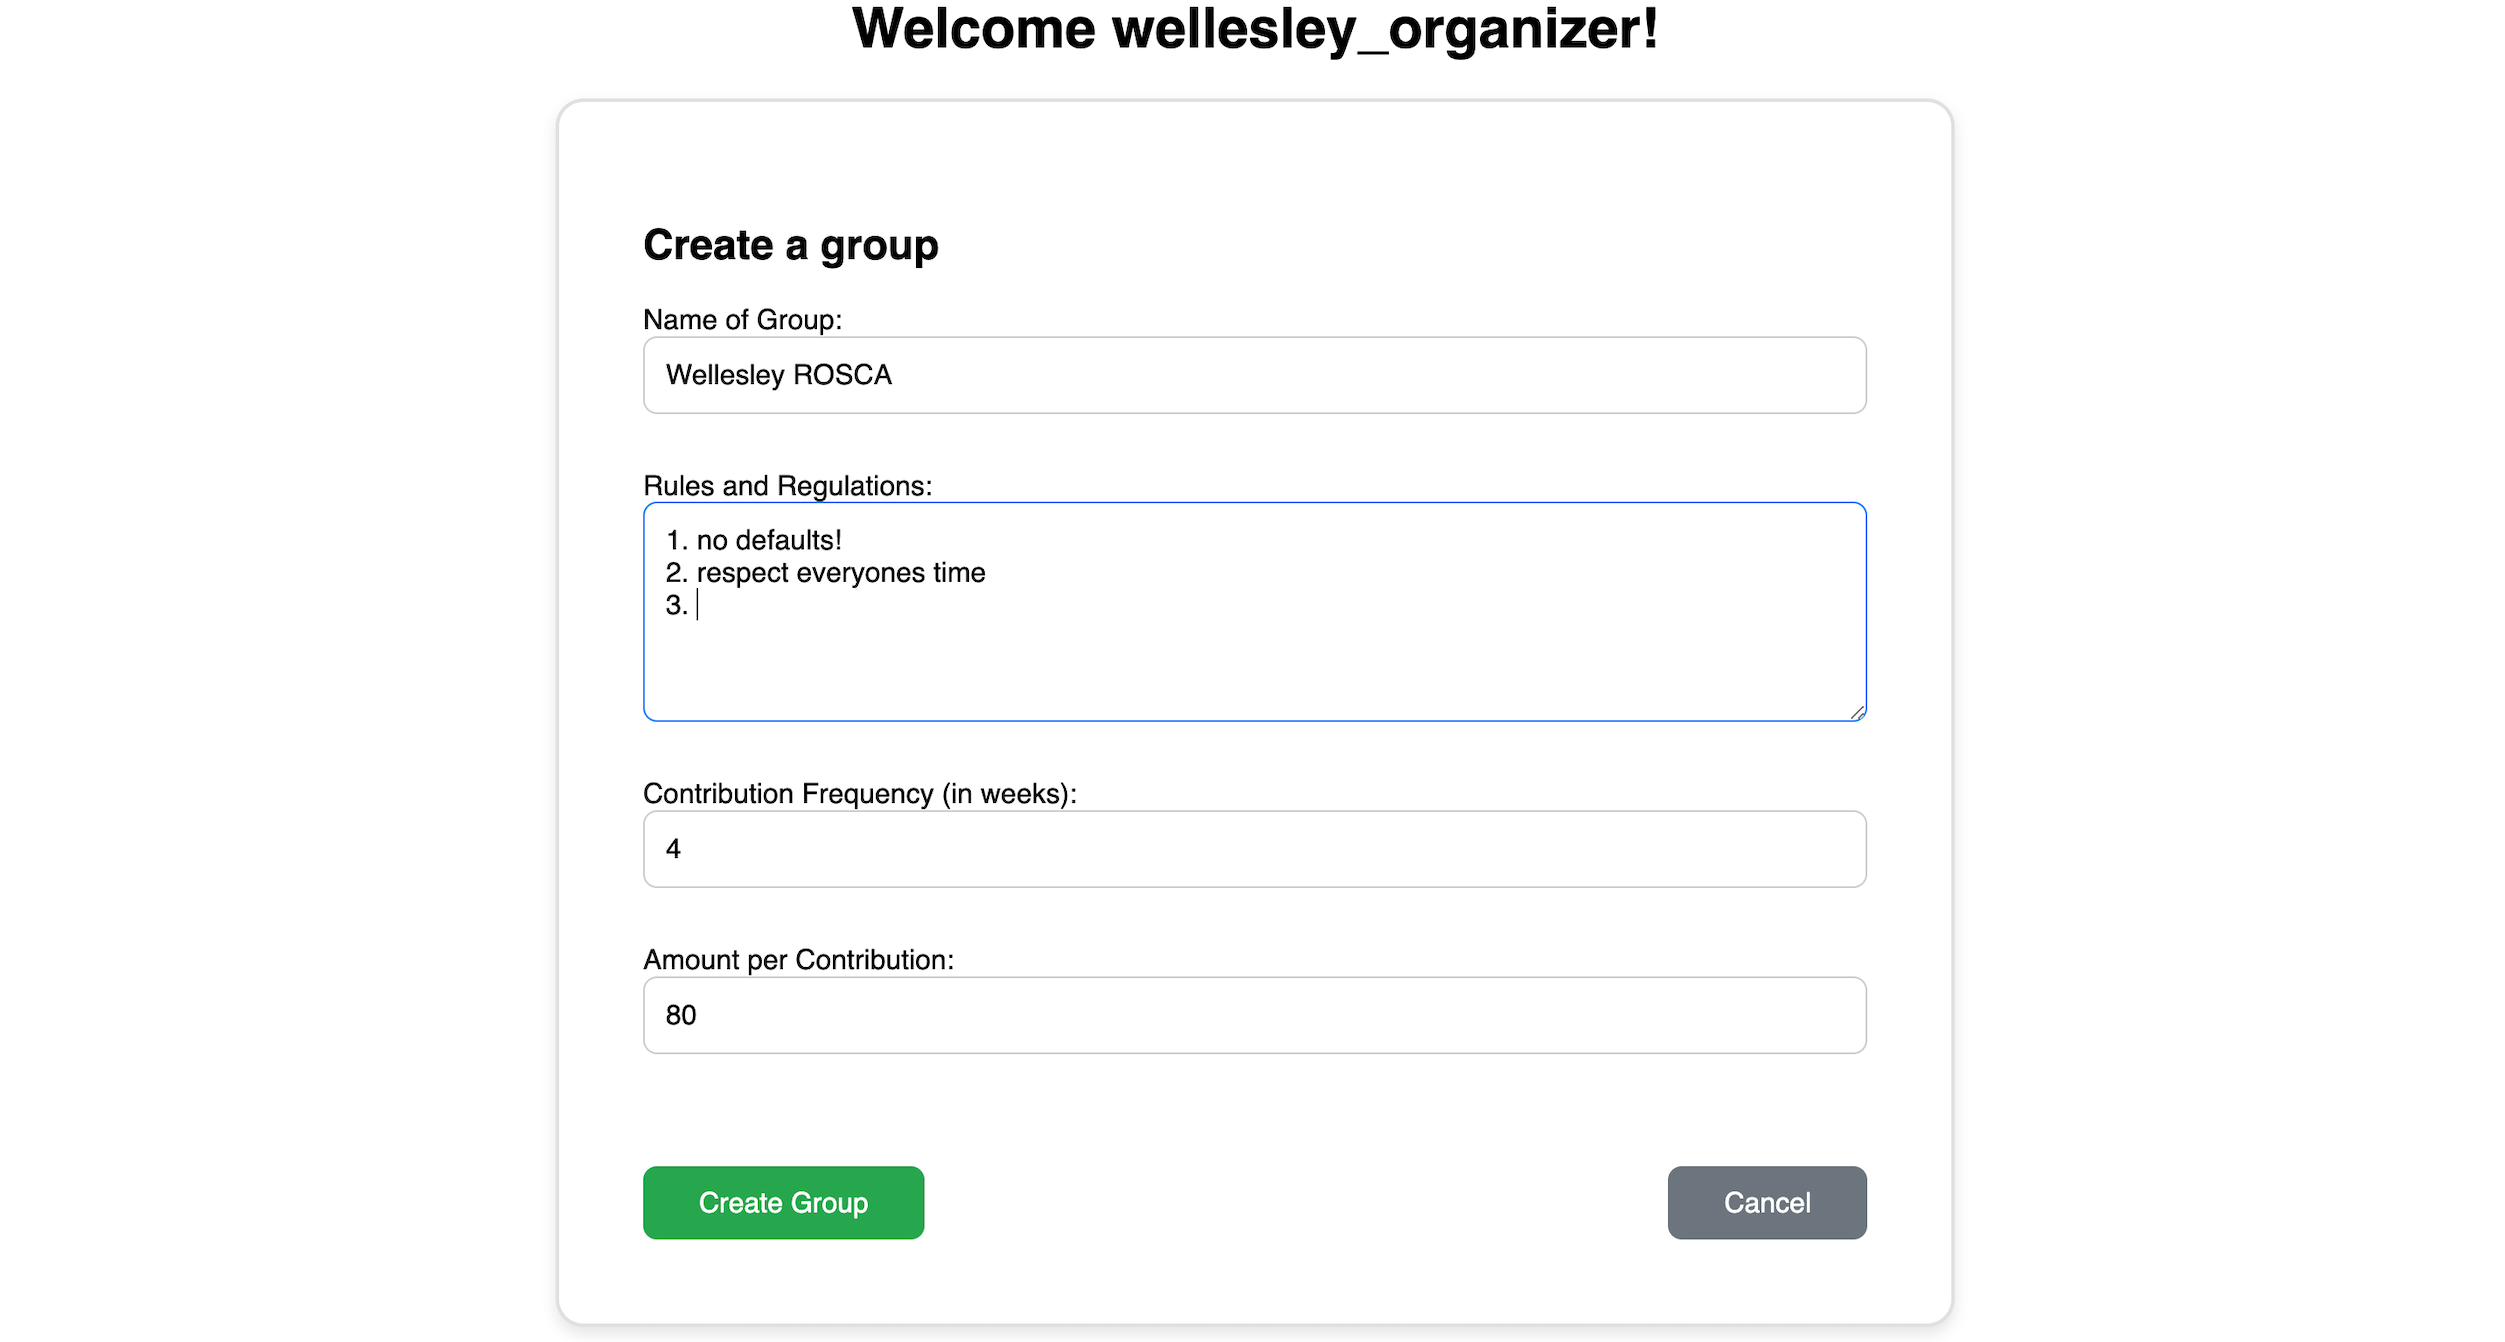 Welcome wellesley_organizer!
Create a group
Name of Group:
Wellesley ROSCA
Rules and Regulations:
1. no defaults!
2. respect everyones time
3.
Contribution Frequency (in weeks):
4
Amount per Contribution:
80
Create Group
Cancel